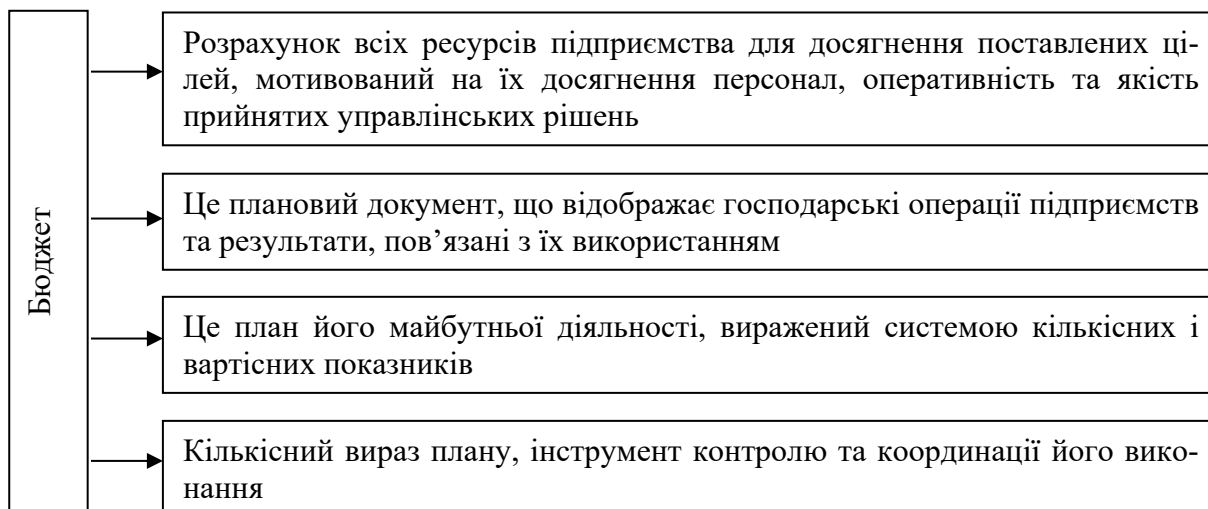 Бюджет
Розрахунок всіх ресурсів підприємства для досягнення поставлених ці-
лей, мотивований на їх досягнення персонал, оперативність та якість
прийнятих управлінських рішень
Це плановий документ, що відображає господарські операції підприємств
та результати, пов’язані з їх використанням
Це план його майбутньої діяльності, виражений системою кількісних і
вартісних показників
Кількісний вираз плану, інструмент контролю та координації його вико-
нання